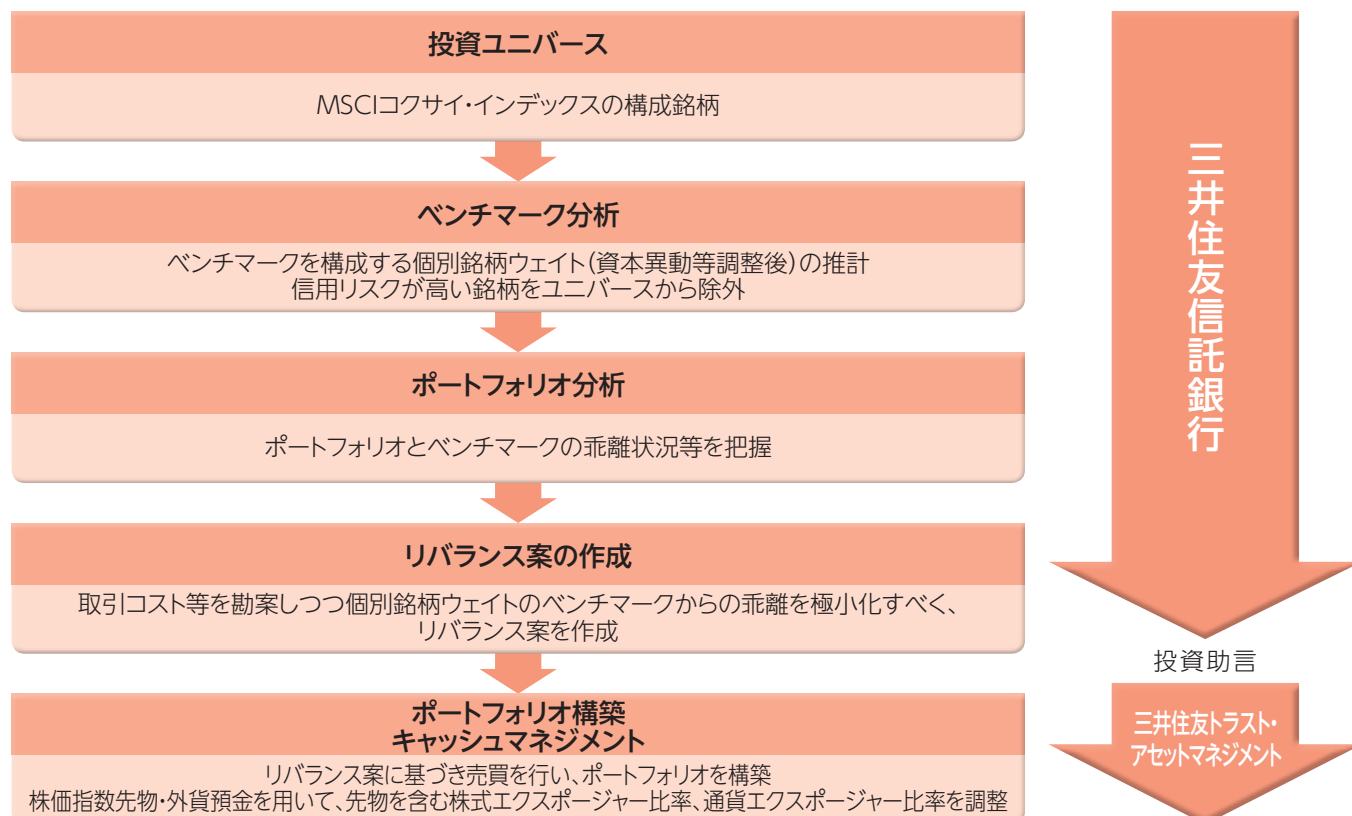 投資ユニバース
MSCIコクサイ・インデックスの構成銘柄
ベンチマーク分析
ベンチマークを構成する個別銘柄ウェイト(資本異動等調整後)の推計
信用リスクが高い銘柄をユニバースから除外
ポートフォリオ分析
ポートフォリオとベンチマークの乖離状況等を把握
リバランス案の作成
取引コスト等を勘案しつつ個別銘柄ウェイトのベンチマークからの乖離を極小化すべく、
リバランス案を作成
ポートフォリオ構築
キャッシュマネジメント
リバランス案に基づき売買を行い、ポートフォリオを構築
株価指数先物・外貨預金を用いて、先物を含む株式エクスポージャー比率、通貨エクスポージャー比率を調整
三井住友信託銀行
投資助言
三井住友トラスト・
アセットマネジメント